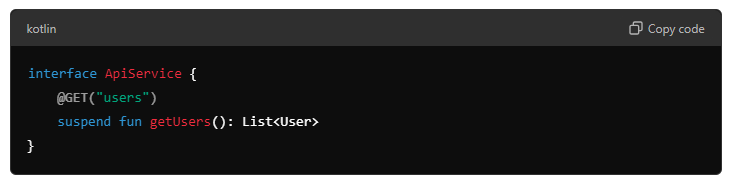 kotlin
Copy code
interface ApiService {
    @GET("users")
    suspend fun getUsers(): List<User>
}